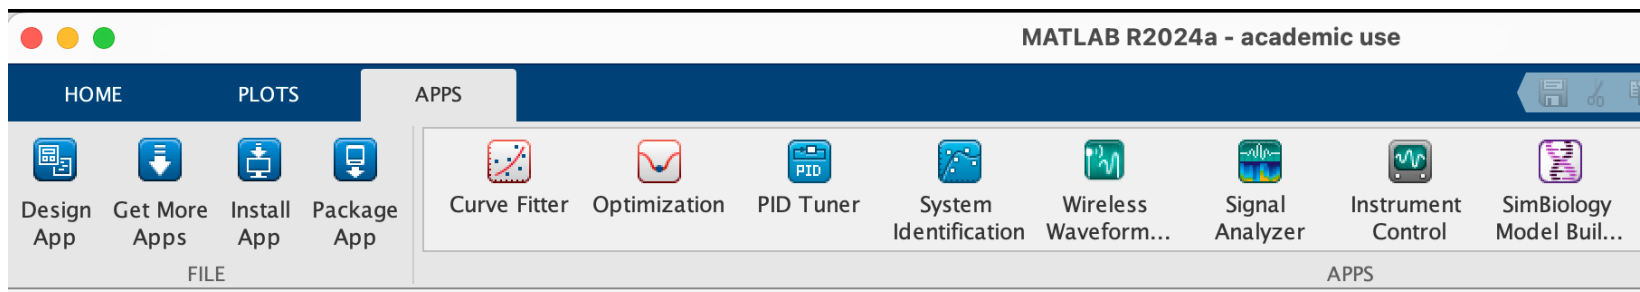 MATLAB R2024a - academic use
HOME PLOTS APPS
PID
Design App
Get More Apps
Install App
Package App
Curve Fitter
Optimization
PID Tuner
System Identification
Wireless Waveform...
Signal Analyzer
Instrument Control
SimBiology Model Buil...
FILE
APPS